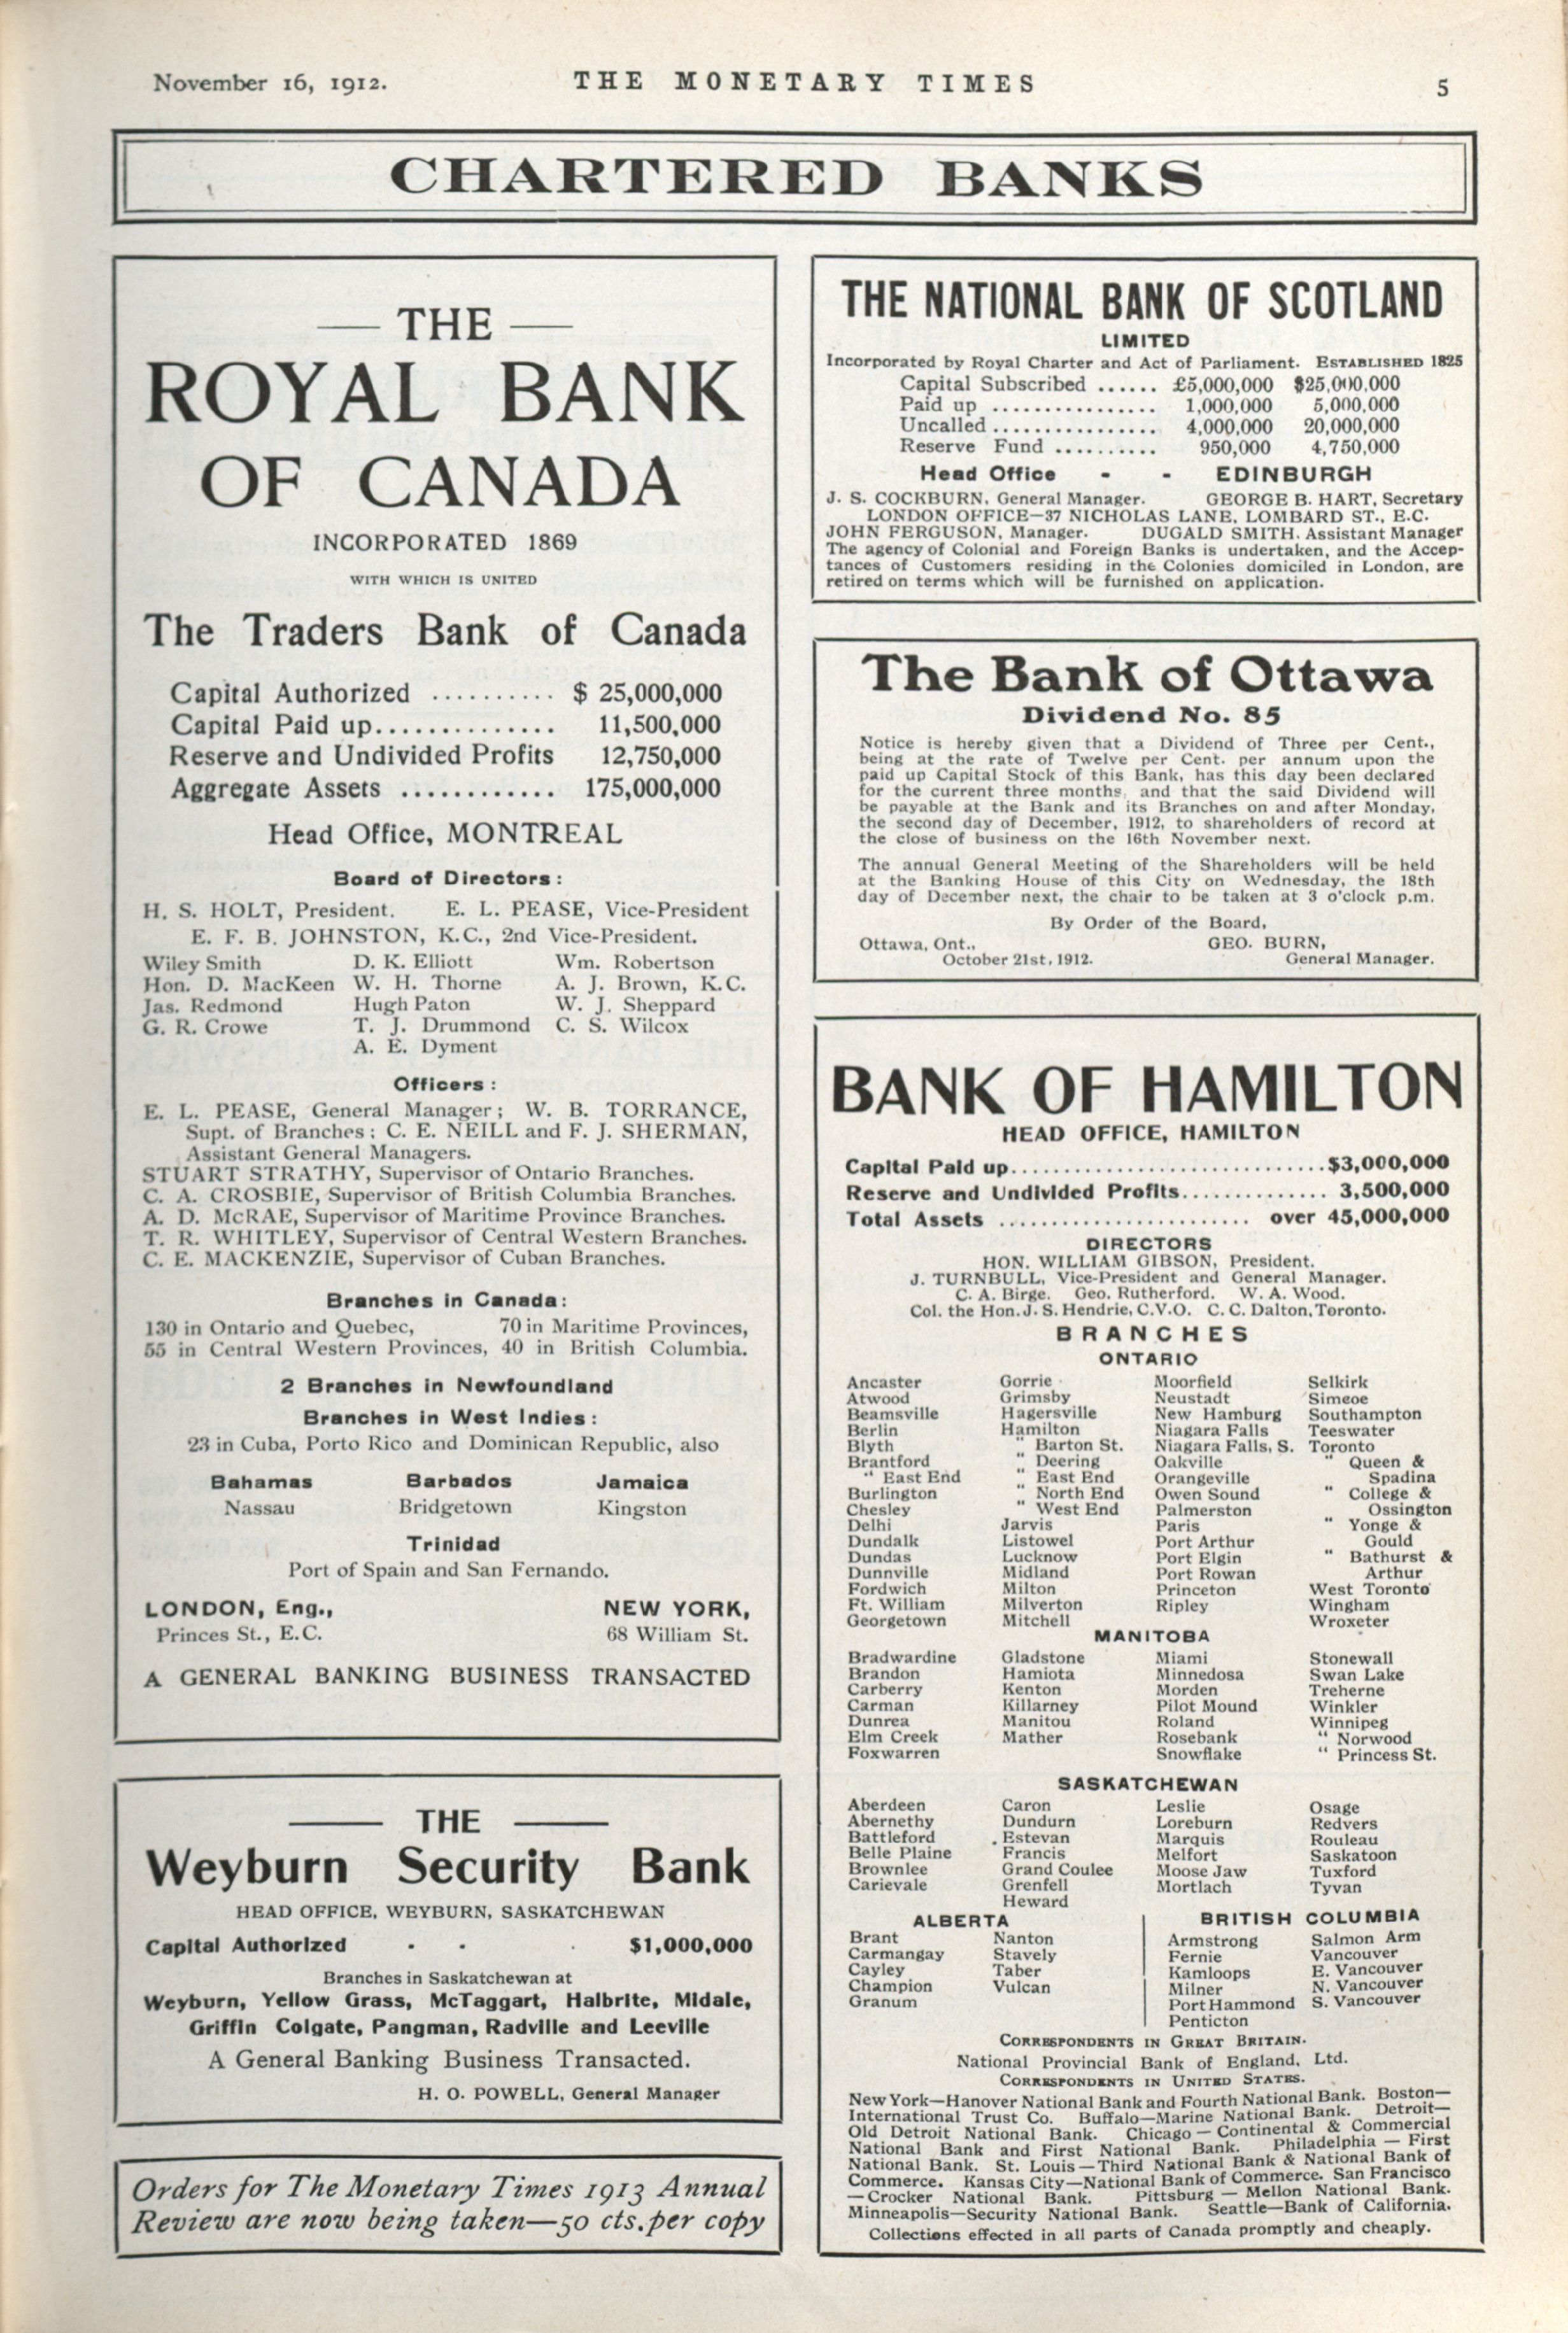 November 16, 1912.
THE MONETARY TIMES
5
CHARTERED BANKS
— THE —
ROYAL BANK
OF CANADA
INCORPORATED 1869
WITH WHICH IS UNITED
The Traders Bank of Canada
Capital Authorized .......... $ 25,000,000
Capital Paid up.............. 11,500,000
Reserve and Undivided Profits 12,750,000
Aggregate Assets ............ 175,000,000
Head Office, MONTREAL
Board of Directors:
H. S. HOLT, President. E. L. PEASE, Vice-President
E. F. B. JOHNSTON, K.C., 2nd Vice-President.
Wiley Smith D. K. Elliott Wm. Robertson
Hon. D. MacKeen W. H. Thorne A. J. Brown, K.C.
Jas. Redmond Hugh Paton W. J. Sheppard
G. R. Crowe T. J. Drummond C. S. Wilcox
A. E. Dyment
Officers:
E. L. PEASE, General Manager; W. B. TORRANCE,
Supt. of Branches; C. E. NEILL and F. J. SHERMAN,
Assistant General Managers.
STUART STRATHY, Supervisor of Ontario Branches.
C. A. CROSBIE, Supervisor of British Columbia Branches.
A. D. McRAE, Supervisor of Maritime Province Branches.
T. R. WHITLEY, Supervisor of Central Western Branches.
C. E. MACKENZIE, Supervisor of Cuban Branches.
Branches in Canada:
130 in Ontario and Quebec, 70 in Maritime Provinces,
55 in Central Western Provinces, 40 in British Columbia.
2 Branches in Newfoundland
Branches in West Indies:
23 in Cuba, Porto Rico and Dominican Republic, also
Bahamas Barbados Jamaica
Nassau Bridgetown Kingston
Trinidad
Port of Spain and San Fernando.
LONDON, Eng., NEW YORK,
Princes St., E.C. 68 William St.
A GENERAL BANKING BUSINESS TRANSACTED
— THE —
Weyburn Security Bank
HEAD OFFICE, WEYBURN, SASKATCHEWAN
Capital Authorized - - $1,000,000
Branches in Saskatchewan at
Weyburn, Yellow Grass, McTaggart, Halbrite, Midale,
Griffin Colgate, Pangman, Radville and Leeville
A General Banking Business Transacted.
H. O. POWELL, General Manager
Orders for The Monetary Times 1913 Annual
Review are now being taken—50 cts. per copy
THE NATIONAL BANK OF SCOTLAND
LIMITED
Incorporated by Royal Charter and Act of Parliament. ESTABLISHED 1825
Capital Subscribed ...... £5,000,000 $25,000,000
Paid up ................ 1,000,000 5,000,000
Uncalled................ 4,000,000 20,000,000
Reserve Fund .......... 950,000 4,750,000
Head Office - - EDINBURGH
J. S. COCKBURN, General Manager. GEORGE B. HART, Secretary
LONDON OFFICE—37 NICHOLAS LANE, LOMBARD ST., E.C.
JOHN FERGUSON, Manager. DUGALD SMITH, Assistant Manager
The agency of Colonial and Foreign Banks is undertaken, and the Accep-
tances of Customers residing in the Colonies domiciled in London, are
retired on terms which will be furnished on application.
The Bank of Ottawa
Dividend No. 85
Notice is hereby given that a Dividend of Three per Cent.,
being at the rate of Twelve per Cent. per annum upon the
paid up Capital Stock of this Bank, has this day been declared
for the current three months, and that the said Dividend will
be payable at the Bank and its Branches on and after Monday,
the second day of December, 1912, to shareholders of record at
the close of business on the 16th November next.
The annual General Meeting of the Shareholders will be held
at the Banking House of this City on Wednesday, the 18th
day of December next, the chair to be taken at 3 o'clock p.m.
By Order of the Board,
Ottawa, Ont., GEO. BURN,
October 21st, 1912. General Manager.
BANK OF HAMILTON
HEAD OFFICE, HAMILTON
Capital Paid up..............................$3,000,000
Reserve and Undivided Profits.............. 3,500,000
Total Assets ........................ over 45,000,000
DIRECTORS
HON. WILLIAM GIBSON, President.
J. TURNBULL, Vice-President and General Manager.
C. A. Birge. Geo. Rutherford. W. A. Wood.
Col. the Hon. J. S. Hendrie, C.V.O. C. C. Dalton, Toronto.
BRANCHES
ONTARIO
Ancaster Gorrie Moorfield Selkirk
Atwood Grimsby Neustadt Simcoe
Beamsville Hagersville New Hamburg Southampton
Berlin Hamilton Niagara Falls Teeswater
Blyth " Barton St. Niagara Falls, S. Toronto
Brantford " Deering Oakville " Queen &
" East End " East End Orangeville Spadina
Burlington " North End Owen Sound " College &
Chesley " West End Palmerston Ossington
Delhi Jarvis Paris " Yonge &
Dundalk Listowel Port Arthur Gould
Dundas Lucknow Port Elgin " Bathurst &
Dunnville Midland Port Rowan Arthur
Fordwich Milton Princeton West Toronto
Ft. William Milverton Ripley Wingham
Georgetown Mitchell Wroxeter
MANITOBA
Bradwardine Gladstone Miami Stonewall
Brandon Hamiota Minnedosa Swan Lake
Carberry Kenton Morden Treherne
Carman Killarney Pilot Mound Winkler
Dunrea Manitou Roland Winnipeg
Elm Creek Mather Rosebank " Norwood
Foxwarren Snowflake " Princess St.
SASKATCHEWAN
Aberdeen Caron Leslie Osage
Abernethy Dundurn Loreburn Redvers
Battleford Estevan Marquis Rouleau
Belle Plaine Francis Melfort Saskatoon
Brownlee Grand Coulee Moose Jaw Tuxford
Carievale Grenfell Mortlach Tyvan
Heward
ALBERTA
Brant Nanton
Carmangay Stavely
Cayley Taber
Champion Vulcan
Granum
BRITISH COLUMBIA
Armstrong Salmon Arm
Fernie Vancouver
Kamloops E. Vancouver
Milner N. Vancouver
Port Hammond S. Vancouver
Penticton
CORRESPONDENTS IN GREAT BRITAIN.
National Provincial Bank of England, Ltd.
CORRESPONDENTS IN UNITED STATES.
New York—Hanover National Bank and Fourth National Bank. Boston—
International Trust Co. Buffalo—Marine National Bank. Detroit—
Old Detroit National Bank. Chicago — Continental & Commercial
National Bank and First National Bank. Philadelphia — First
National Bank. St. Louis—Third National Bank & National Bank of
Commerce. Kansas City—National Bank of Commerce. San Francisco
—Crocker National Bank. Pittsburg — Mellon National Bank.
Minneapolis—Security National Bank. Seattle—Bank of California.
Collections effected in all parts of Canada promptly and cheaply.